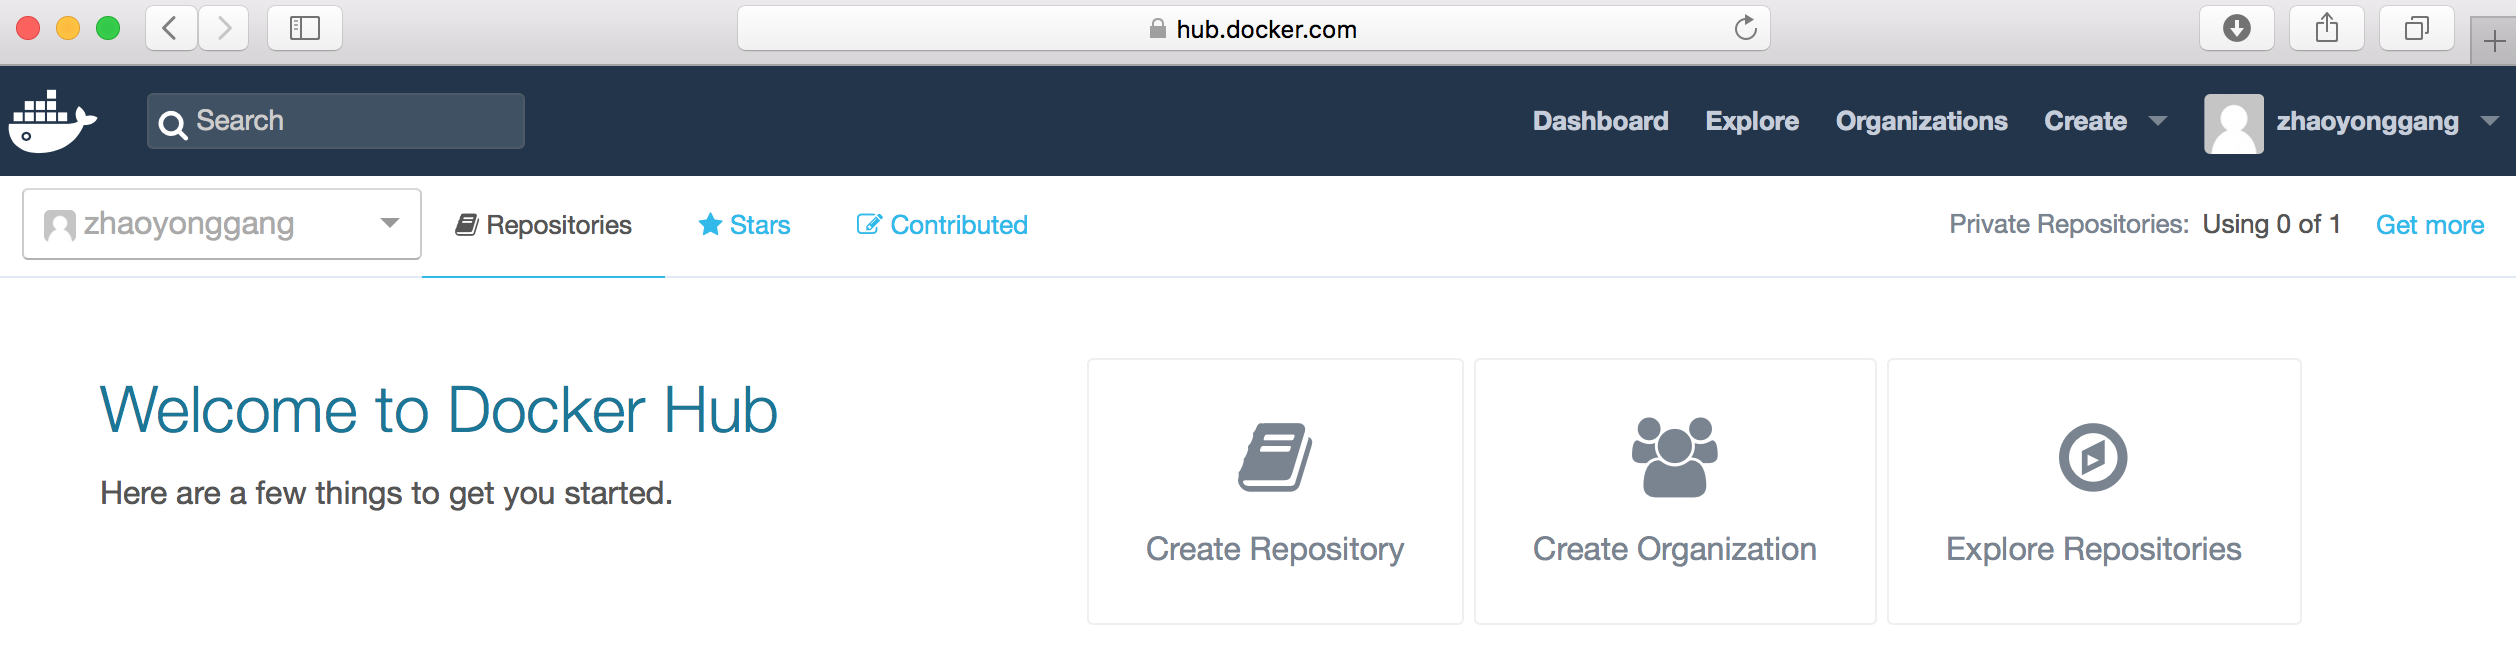 hub.docker.com
Search
Dashboard Explore Organizations Create zhaoyonggang
zhaoyonggang Repositories Stars Contributed Private Repositories: Using 0 of 1 Get more
Welcome to Docker Hub
Here are a few things to get you started.
Create Repository
Create Organization
Explore Repositories